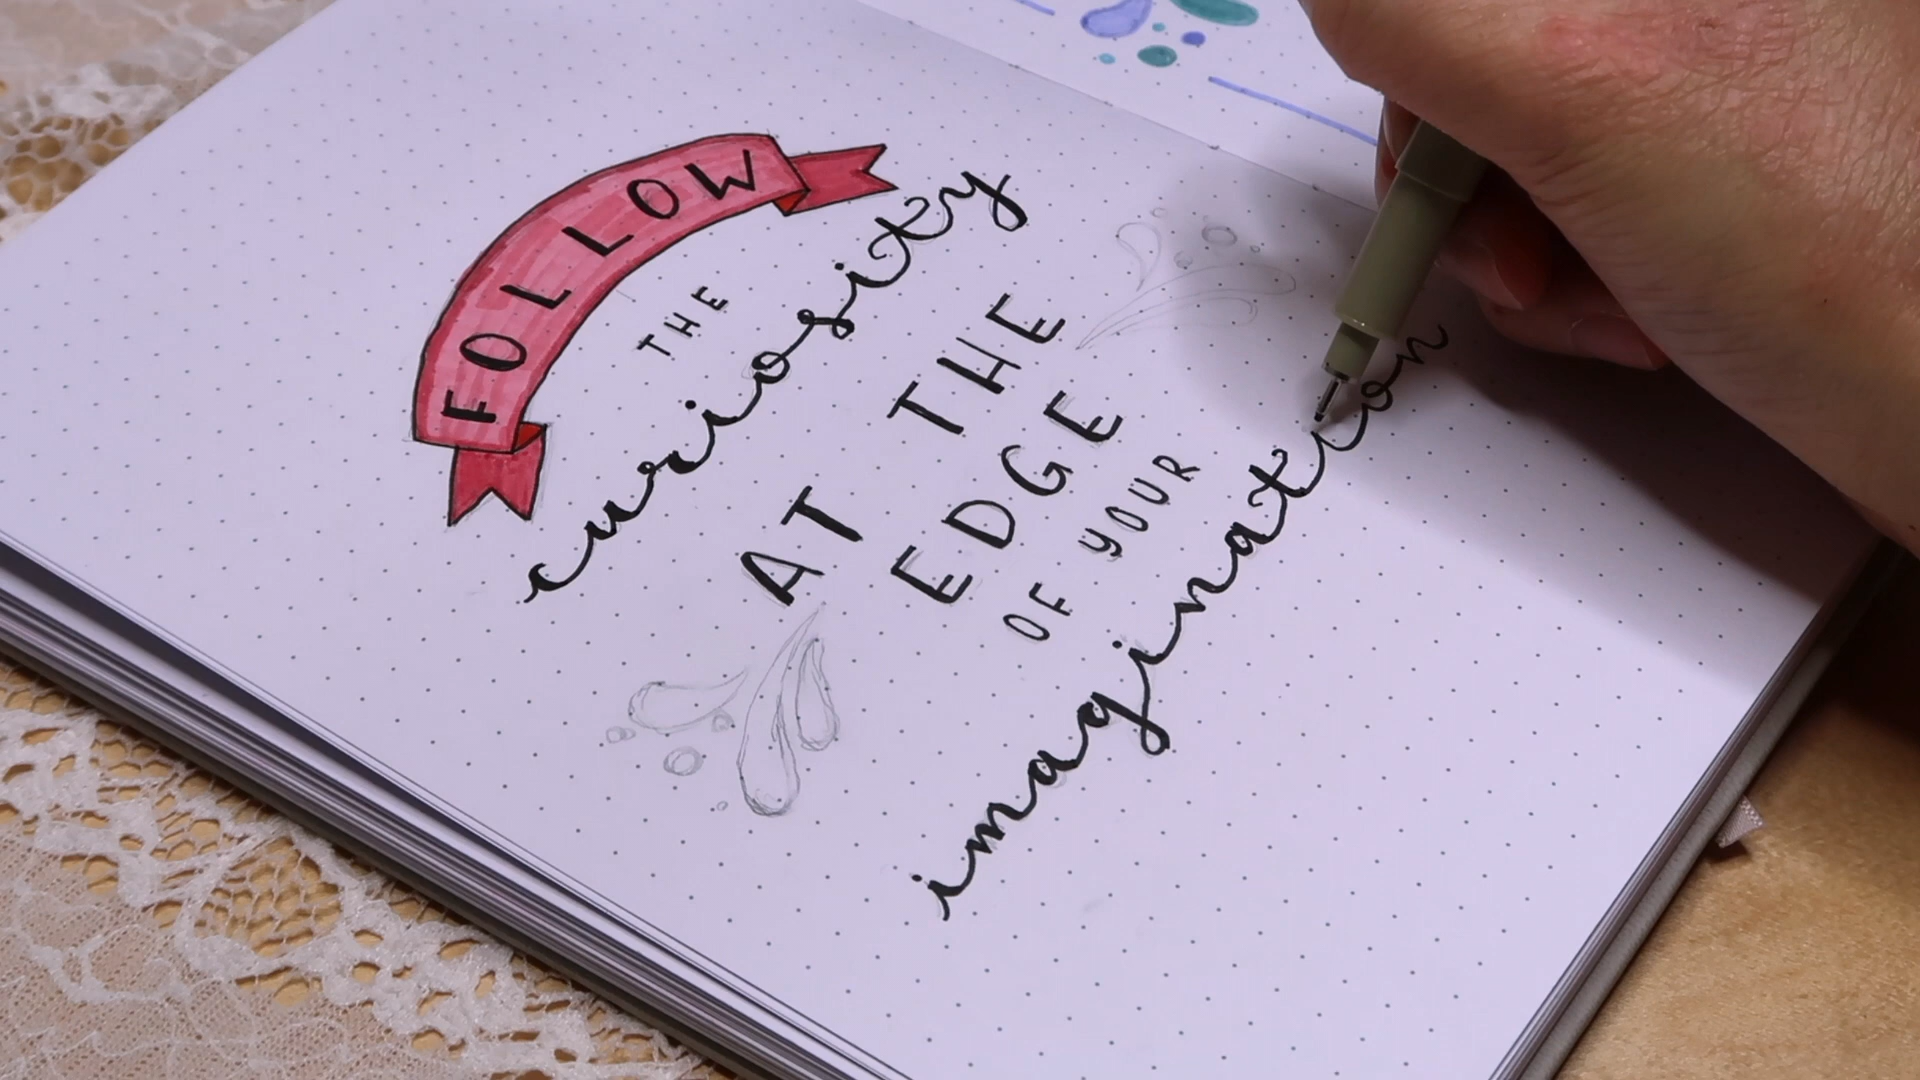 FOLLOW
THE
curiosity
AT THE
EDGE
OF YOUR
imagination